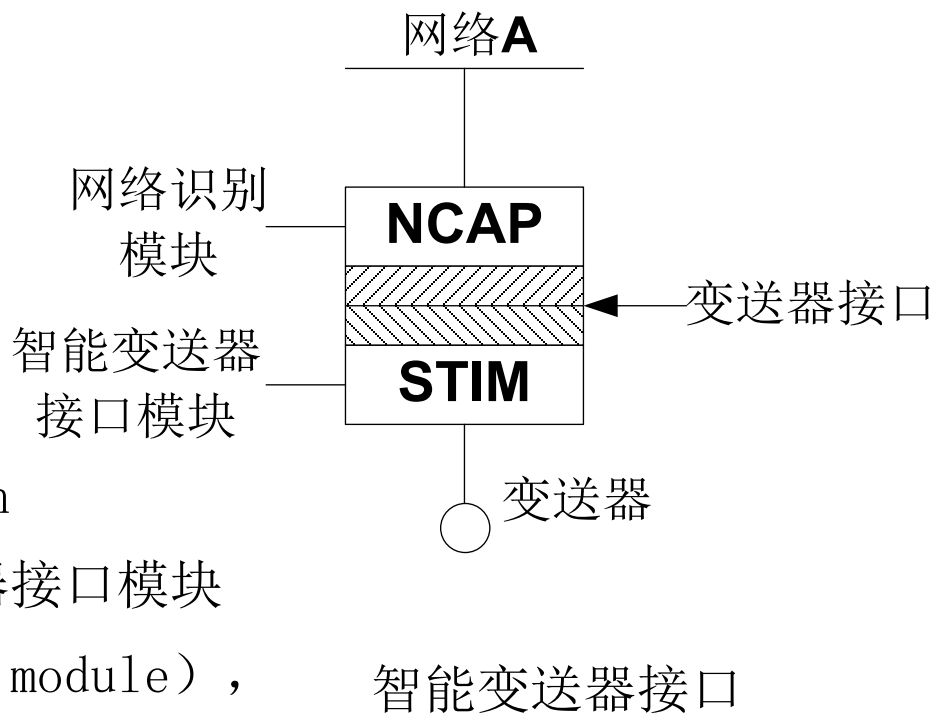 网络A
网络识别
模块
NCAP
变送器接口
智能变送器
接口模块
STIM
变送器
接口模块
module），
智能变送器接口